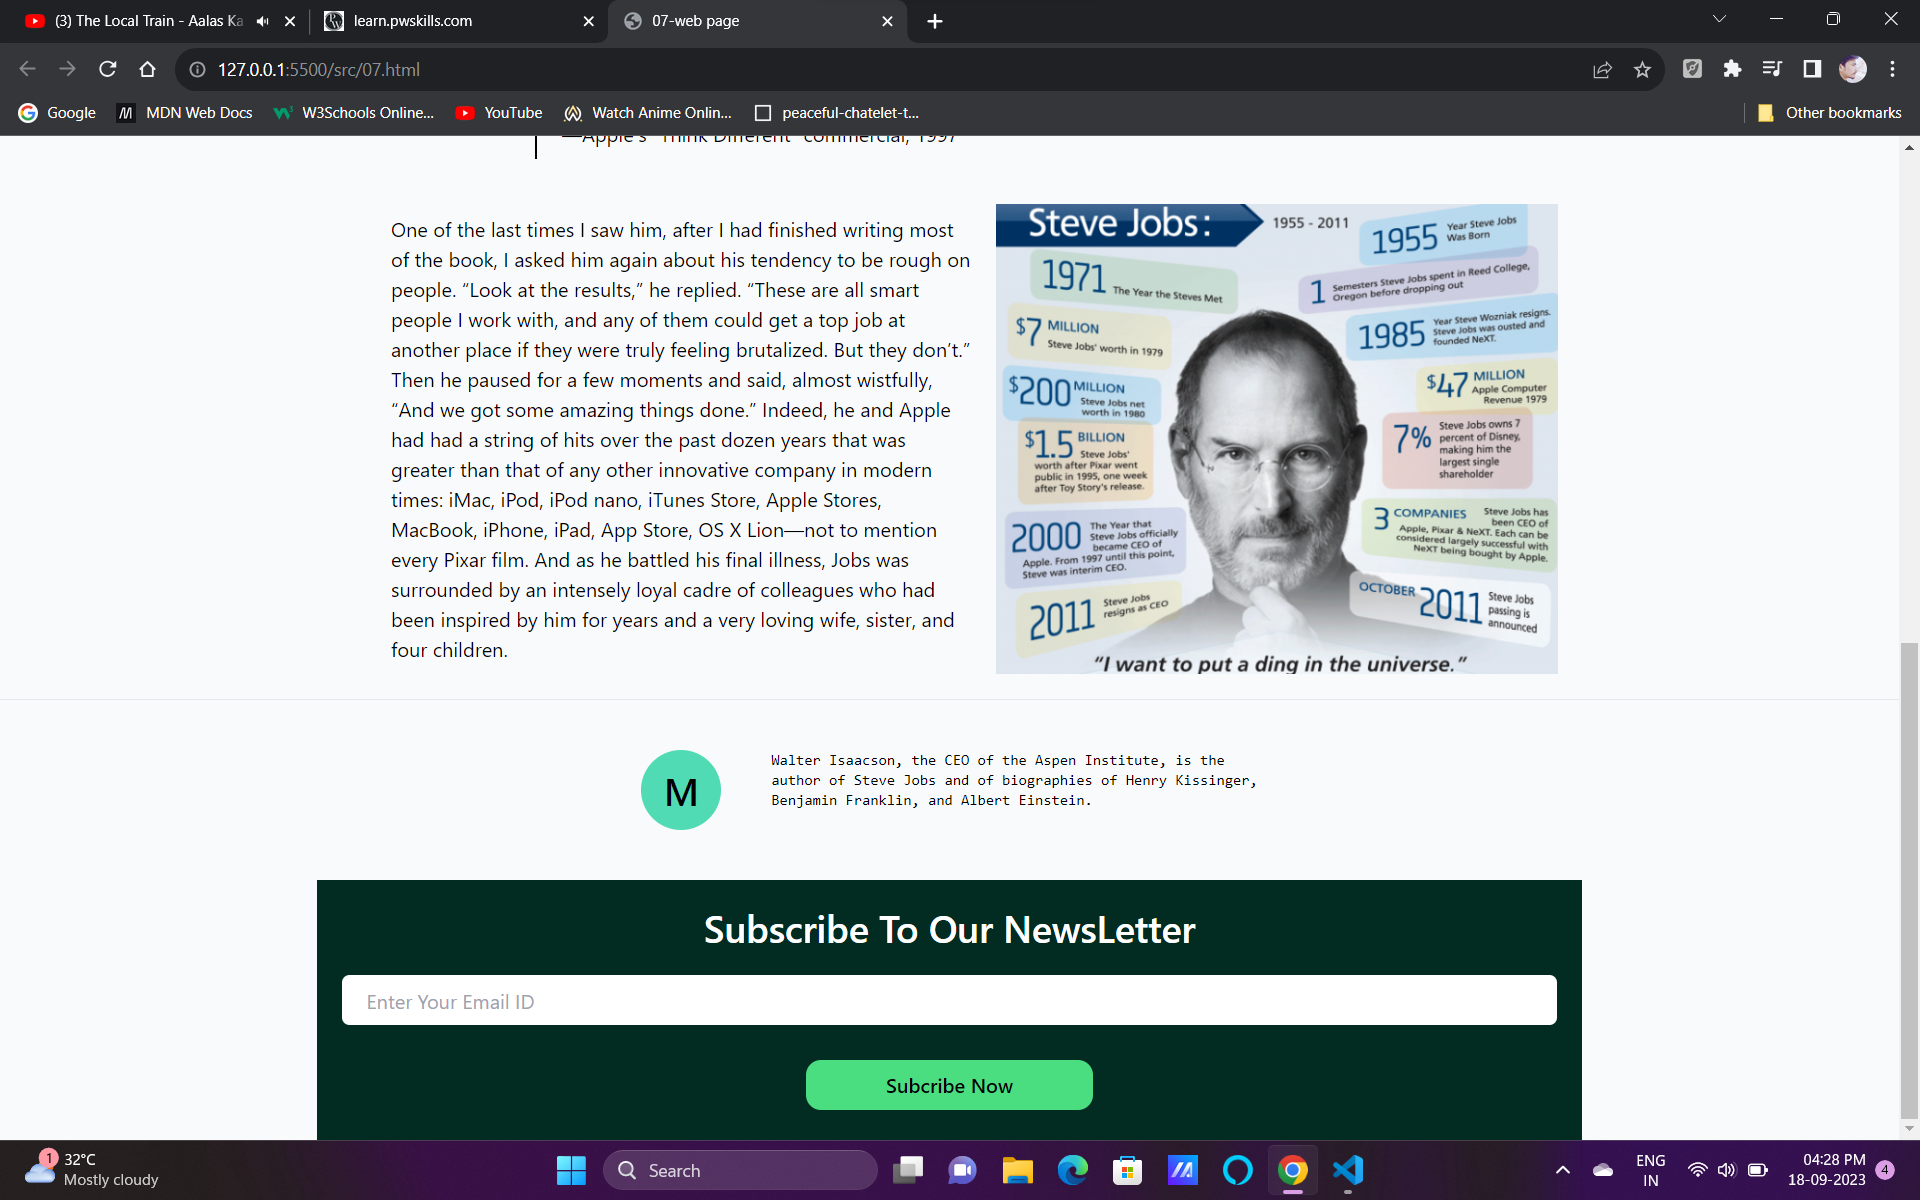 (3) The Local Train - Aalas Ka
learn.pwskills.com
07-web page
127.0.0.1:5500/src/07.html
Google
MDN Web Docs
W3Schools Online...
YouTube
Watch Anime Onlin...
peaceful-chatelet-t...
Other bookmarks
—Apple's "Think Different" commercial, 1997
One of the last times I saw him, after I had finished writing most
of the book, I asked him again about his tendency to be rough on
people. “Look at the results,” he replied. “These are all smart
people I work with, and any of them could get a top job at
another place if they were truly feeling brutalized. But they don’t.”
Then he paused for a few moments and said, almost wistfully,
“And we got some amazing things done.” Indeed, he and Apple
had had a string of hits over the past dozen years that was
greater than that of any other innovative company in modern
times: iMac, iPod, iPod nano, iTunes Store, Apple Stores,
MacBook, iPhone, iPad, App Store, OS X Lion—not to mention
every Pixar film. And as he battled his final illness, Jobs was
surrounded by an intensely loyal cadre of colleagues who had
been inspired by him for years and a very loving wife, sister, and
four children.
Steve Jobs:
1955 - 2011
1971 The Year the Steves Met
$7 MILLION
Steve Jobs' worth in 1979
$200 MILLION
Steve Jobs net
worth in 1980
$1.5 BILLION
Steve Jobs'
worth after Pixar went
public in 1995, one week
after Toy Story's release.
2000 The Year that
Steve Jobs officially
became CEO of
Apple. From 1997 until this point,
Steve was interim CEO.
2011 Steve Jobs
resigns as CEO
1955 Year Steve Jobs
Was Born
1 Semesters Steve Jobs spent in Reed College,
Oregon before dropping out
1985 Year Steve Wozniak resigns.
Steve Jobs was ousted and
founded NeXT.
$47 MILLION
Apple Computer
Revenue 1979
7% Steve Jobs owns 7
percent of Disney,
making him the
largest single
shareholder
3 COMPANIES Steve Jobs has
been CEO of
Apple, Pixar & NeXT. Each can be
considered largely successful with
NeXT being bought by Apple.
OCTOBER 2011 Steve Jobs
passing is
announced
“I want to put a ding in the universe.”
M
Walter Isaacson, the CEO of the Aspen Institute, is the
author of Steve Jobs and of biographies of Henry Kissinger,
Benjamin Franklin, and Albert Einstein.
Subscribe To Our NewsLetter
Enter Your Email ID
Subcribe Now
1
32°C
Mostly cloudy
Search
ENG
IN
04:28 PM
18-09-2023
4